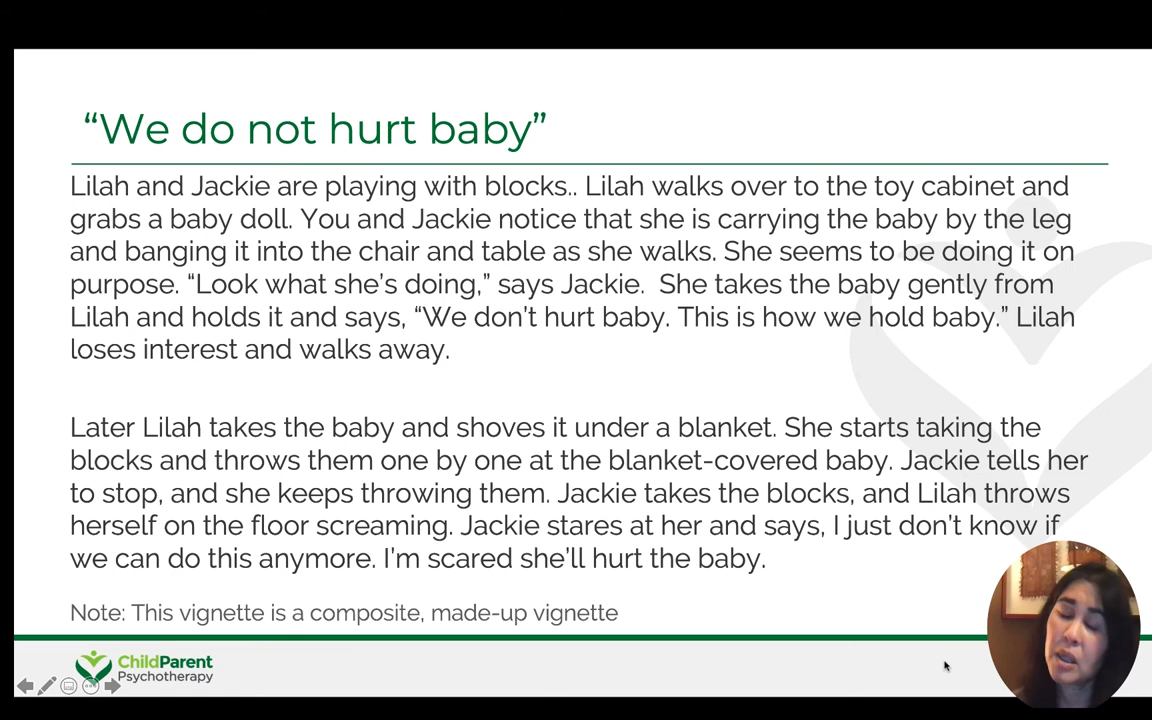 “We do not hurt baby”
Lilah and Jackie are playing with blocks.. Lilah walks over to the toy cabinet and
grabs a baby doll. You and Jackie notice that she is carrying the baby by the leg
and banging it into the chair and table as she walks. She seems to be doing it on
purpose. “Look what she’s doing,” says Jackie.  She takes the baby gently from
Lilah and holds it and says, “We don’t hurt baby. This is how we hold baby.” Lilah
loses interest and walks away.
Later Lilah takes the baby and shoves it under a blanket. She starts taking the
blocks and throws them one by one at the blanket-covered baby. Jackie tells her
to stop, and she keeps throwing them. Jackie takes the blocks, and Lilah throws
herself on the floor screaming. Jackie stares at her and says, I just don’t know if
we can do this anymore. I’m scared she’ll hurt the baby.
Note: This vignette is a composite, made-up vignette
ChildParent
Psychotherapy